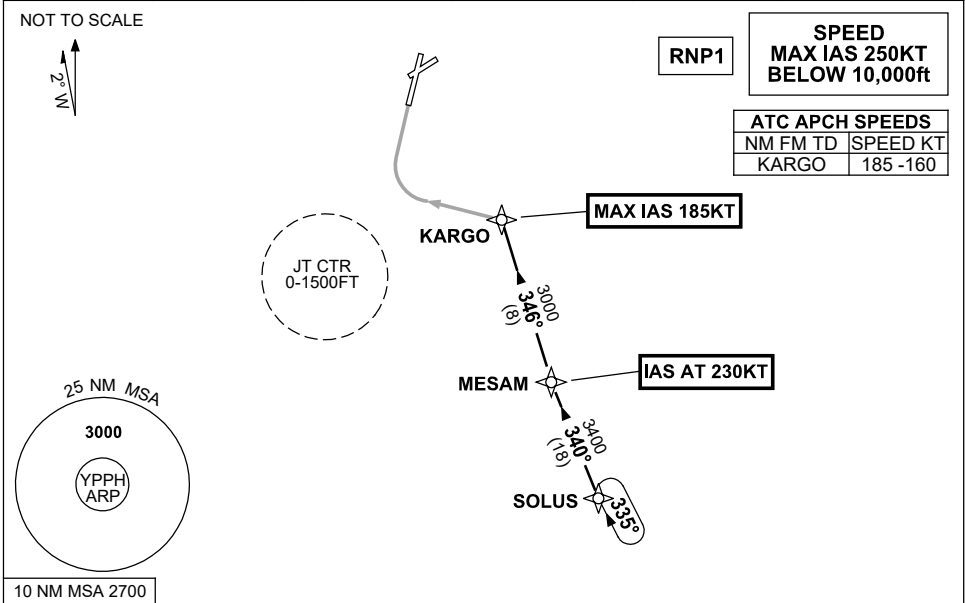 NOT TO SCALE
2° W
RNP1
SPEED
MAX IAS 250KT
BELOW 10,000ft
ATC APCH SPEEDS
NM FM TD SPEED KT
KARGO 185 -160
MAX IAS 185KT
KARGO
JT CTR
0-1500FT
3000
346°
(8)
MESAM
IAS AT 230KT
3400
340°
(18)
SOLUS
335°
25 NM MSA
3000
YPPH
ARP
10 NM MSA 2700